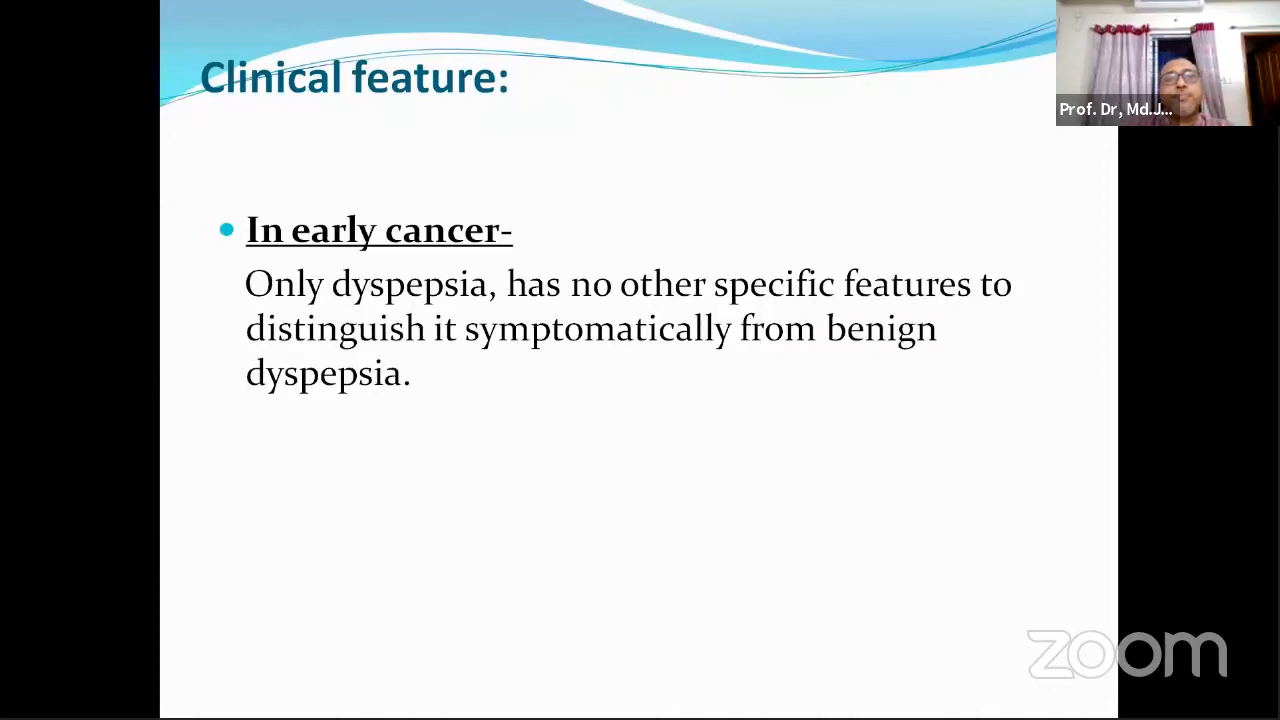 Clinical feature:
Prof. Dr, Md.J...
In early cancer-
Only dyspepsia, has no other specific features to
distinguish it symptomatically from benign
dyspepsia.
zoom